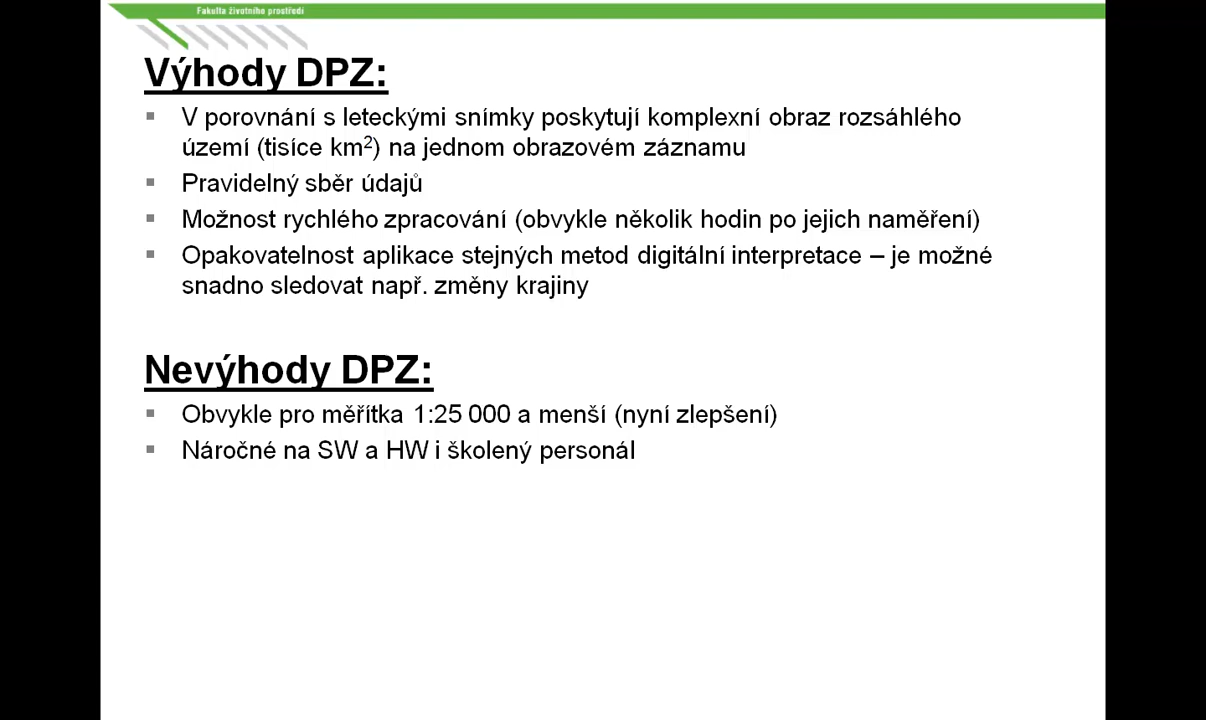 Fakulta životního prostředí
Výhody DPZ:
▪ V porovnání s leteckými snímky poskytují komplexní obraz rozsáhlého
území (tisíce km²) na jednom obrazovém záznamu
▪ Pravidelný sběr údajů
▪ Možnost rychlého zpracování (obvykle několik hodin po jejich naměření)
▪ Opakovatelnost aplikace stejných metod digitální interpretace – je možné
snadno sledovat např. změny krajiny
Nevýhody DPZ:
▪ Obvykle pro měřítka 1:25 000 a menší (nyní zlepšení)
▪ Náročné na SW a HW i školený personál